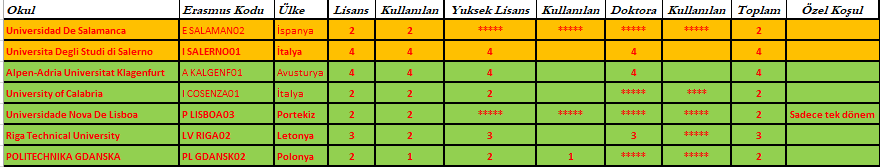 Okul Erasmus Kodu Ülke Lisans Kullanılan Yuksek Lisans Kullanılan Doktora Kullanılan Toplam Özel Koşul
Universidad De Salamanca E SALAMAN02 İspanya 2 2 ***** ***** ***** ***** 2
Universita Degli Studi di Salerno I SALERNO01 İtalya 4 4 4 4 4
Alpen-Adria Universitat Klagenfurt A KALGENF01 Avusturya 4 4 4 4 4
University of Calabria I COSENZA01 İtalya 2 2 2 ***** **** 2
Universidade Nova De Lisboa P LISBOA03 Portekiz 2 2 ***** ***** ***** ***** 2 Sadece tek dönem
Riga Technical University LV RIGA02 Letonya 3 2 3 3 ***** 3
POLITECHNIKA GDANSKA PL GDANSK02 Polonya 2 1 2 1 ***** ***** 2